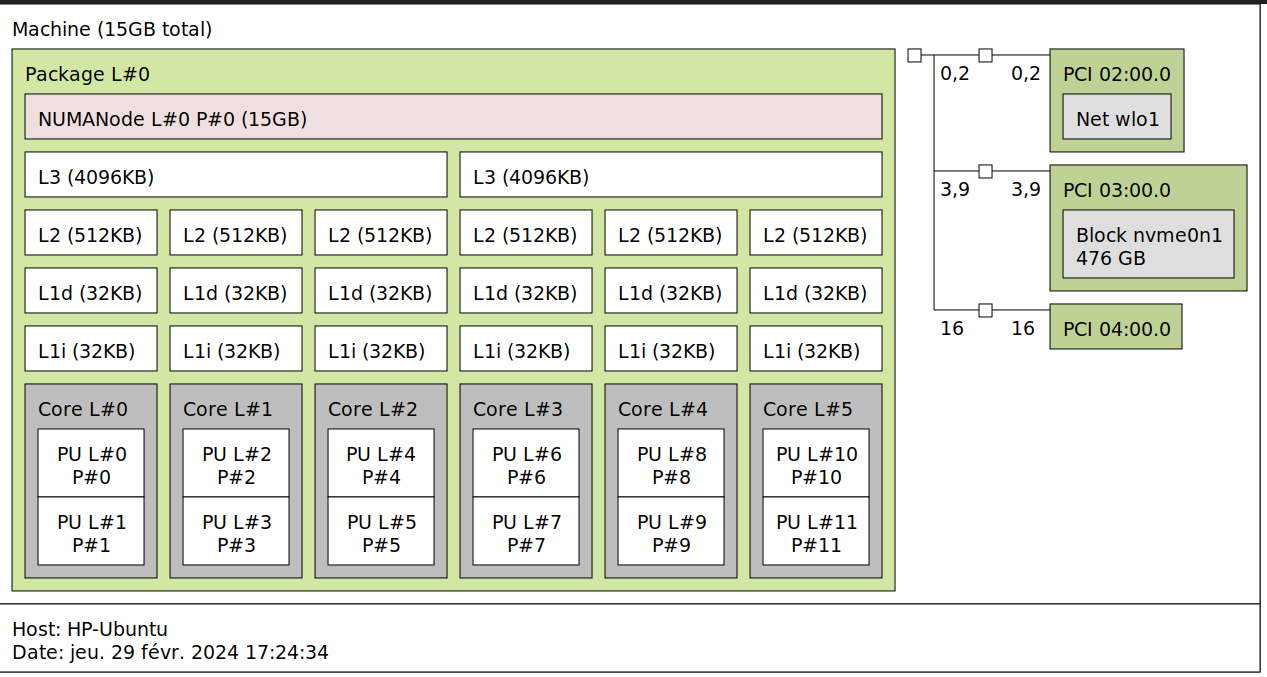 Machine (15GB total)
Package L#0
NUMANode L#0 P#0 (15GB)
L3 (4096KB) L3 (4096KB)
L2 (512KB) L2 (512KB) L2 (512KB) L2 (512KB) L2 (512KB) L2 (512KB)
L1d (32KB) L1d (32KB) L1d (32KB) L1d (32KB) L1d (32KB) L1d (32KB)
L1i (32KB) L1i (32KB) L1i (32KB) L1i (32KB) L1i (32KB) L1i (32KB)
Core L#0 Core L#1 Core L#2 Core L#3 Core L#4 Core L#5
PU L#0 PU L#2 PU L#4 PU L#6 PU L#8 PU L#10
P#0 P#2 P#4 P#6 P#8 P#10
PU L#1 PU L#3 PU L#5 PU L#7 PU L#9 PU L#11
P#1 P#3 P#5 P#7 P#9 P#11
0,2 0,2 PCI 02:00.0
Net wlo1
3,9 3,9 PCI 03:00.0
Block nvme0n1
476 GB
16 16 PCI 04:00.0
Host: HP-Ubuntu
Date: jeu. 29 févr. 2024 17:24:34